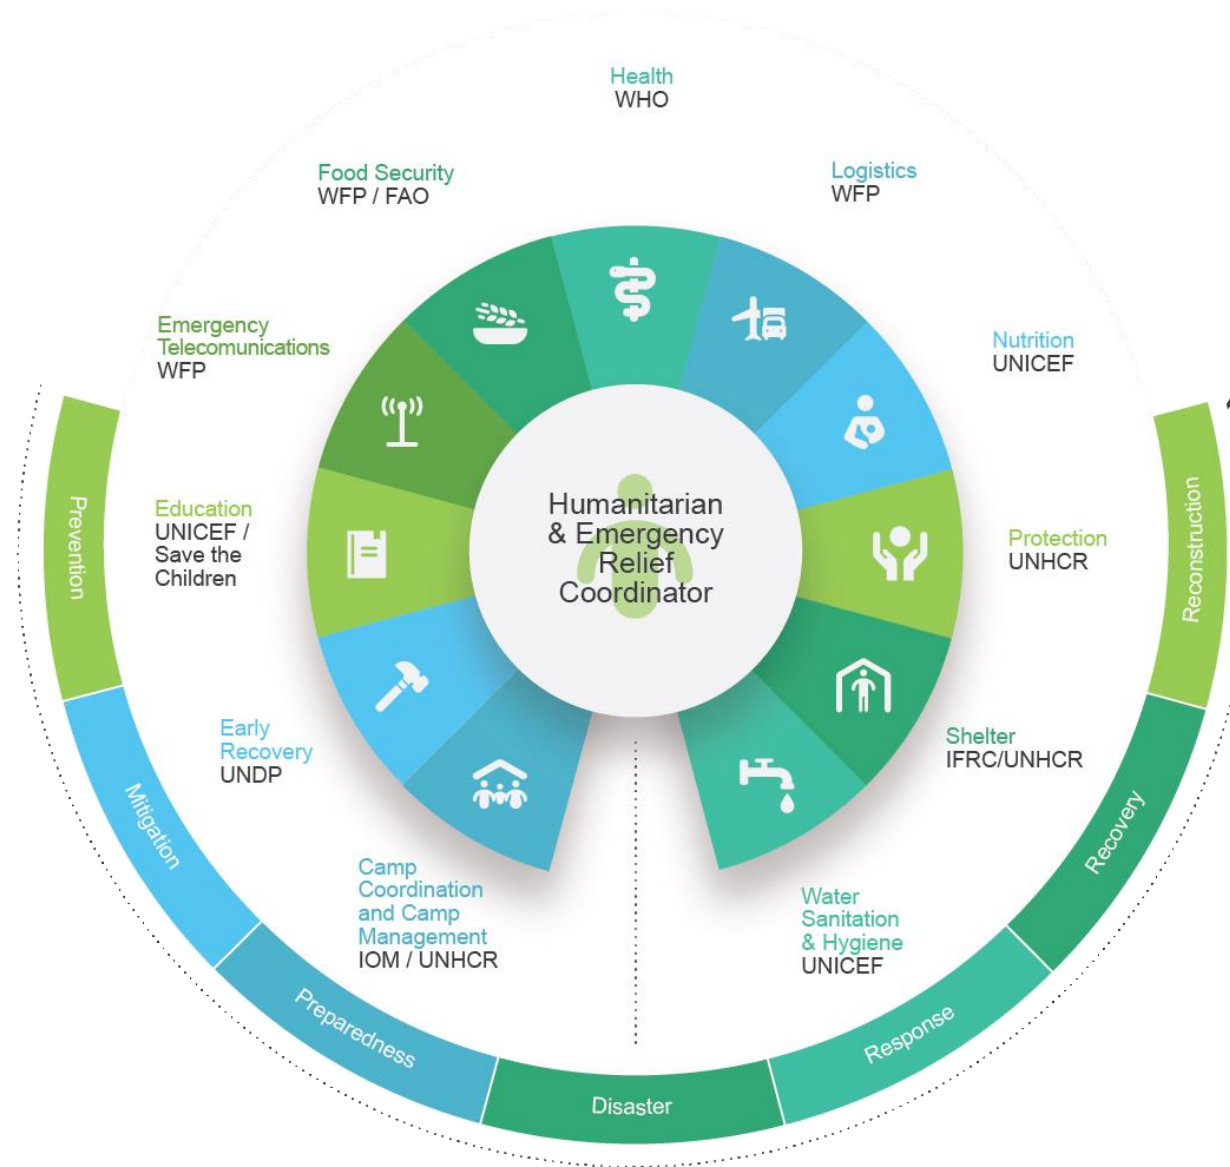 Health
WHO
Food Security
WFP / FAO
Logistics
WFP
Emergency
Telecomunications
WFP
Nutrition
UNICEF
Education
UNICEF /
Save the
Children
Humanitarian
& Emergency
Relief
Coordinator
Protection
UNHCR
Early
Recovery
UNDP
Shelter
IFRC/UNHCR
Camp
Coordination
and Camp
Management
IOM / UNHCR
Water
Sanitation
& Hygiene
UNICEF
Prevention
Mitigation
Preparedness
Disaster
Response
Recovery
Reconstruction